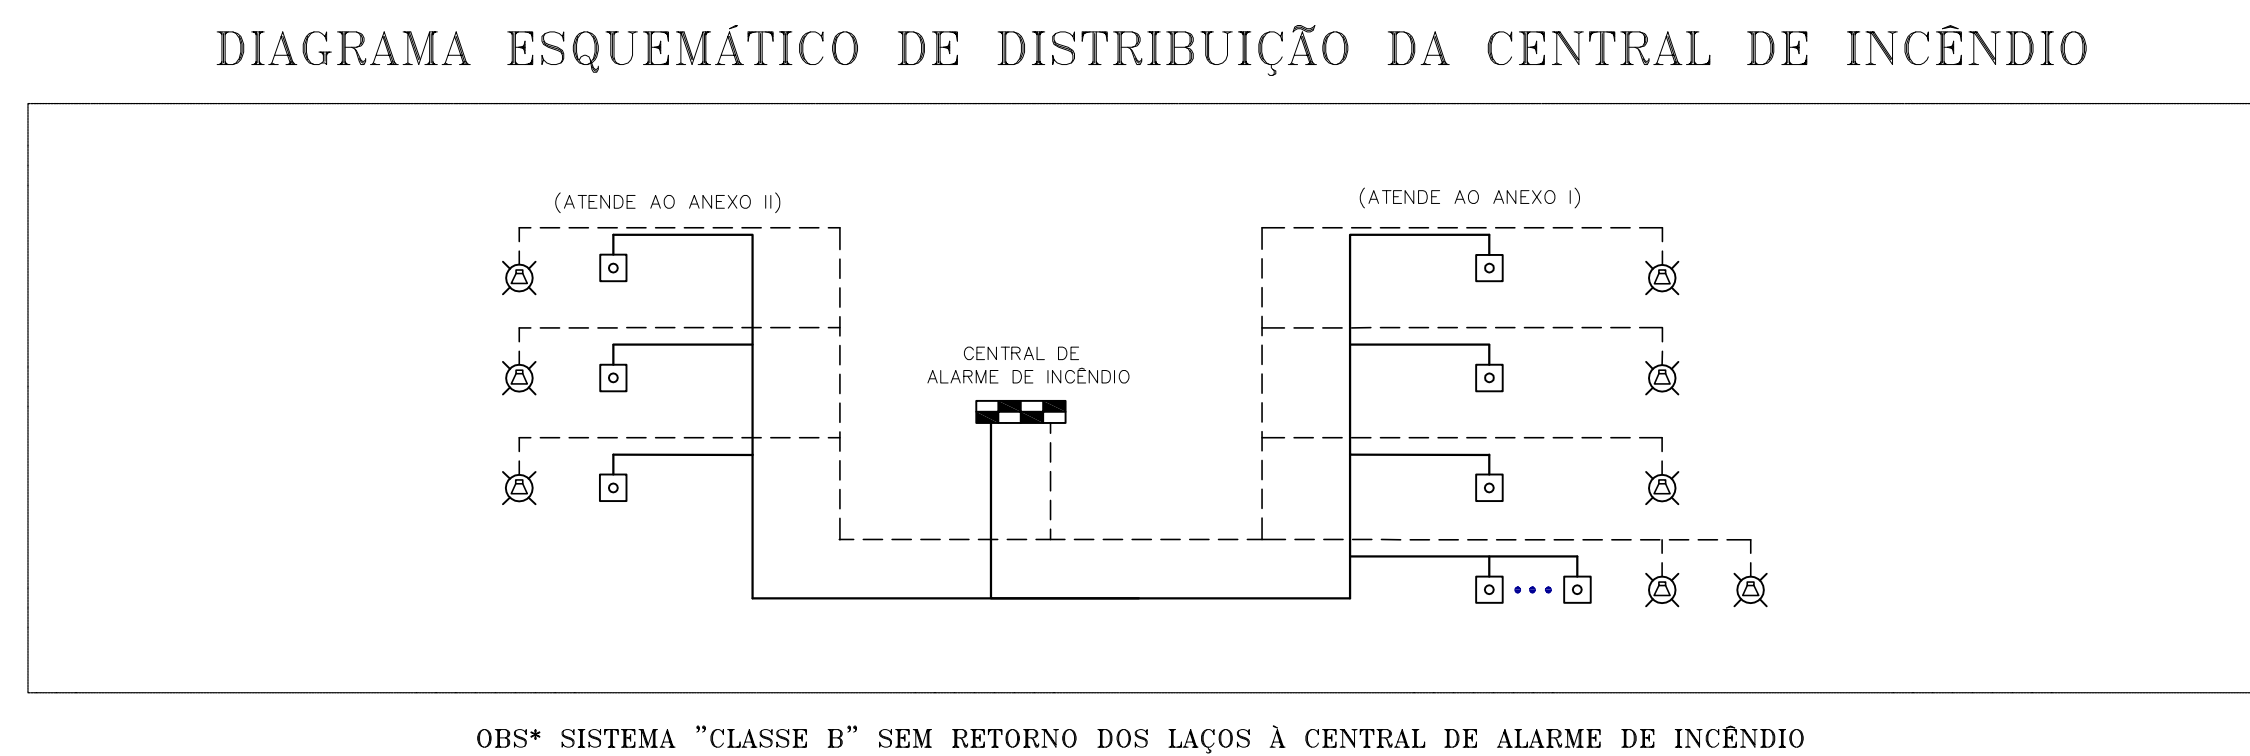 DIAGRAMA ESQUEMÁTICO DE DISTRIBUIÇÃO DA CENTRAL DE INCÊNDIO
(ATENDE AO ANEXO II)
(ATENDE AO ANEXO I)
CENTRAL DE
ALARME DE INCÊNDIO
OBS* SISTEMA "CLASSE B" SEM RETORNO DOS LAÇOS À CENTRAL DE ALARME DE INCÊNDIO